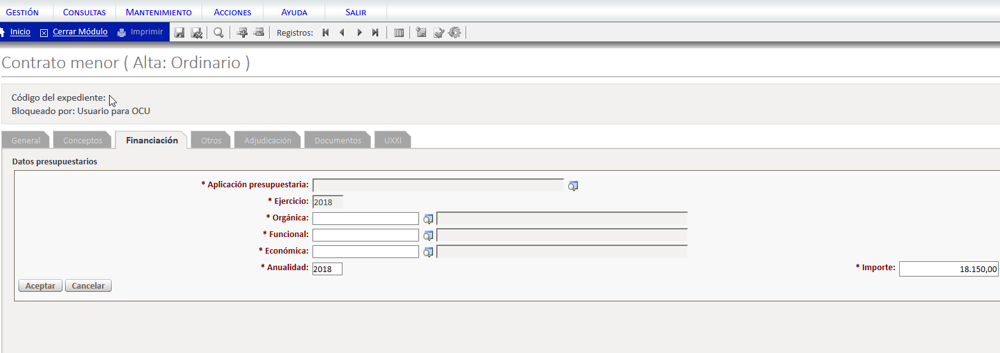 GESTIÓN CONSULTAS MANTENIMIENTO ACCIONES AYUDA SALIR
Inicio Cerrar Módulo Imprimir Registros:
Contrato menor ( Alta: Ordinario )
Código del expediente:
Bloqueado por: Usuario para OCU
General Conceptos Financiación Otros Adjudicación Documentos UXXI
Datos presupuestarios
* Aplicación presupuestaria:
* Ejercicio: 2018
* Orgánica:
* Funcional:
* Económica:
* Anualidad: 2018 * Importe: 18.150,00
Aceptar Cancelar